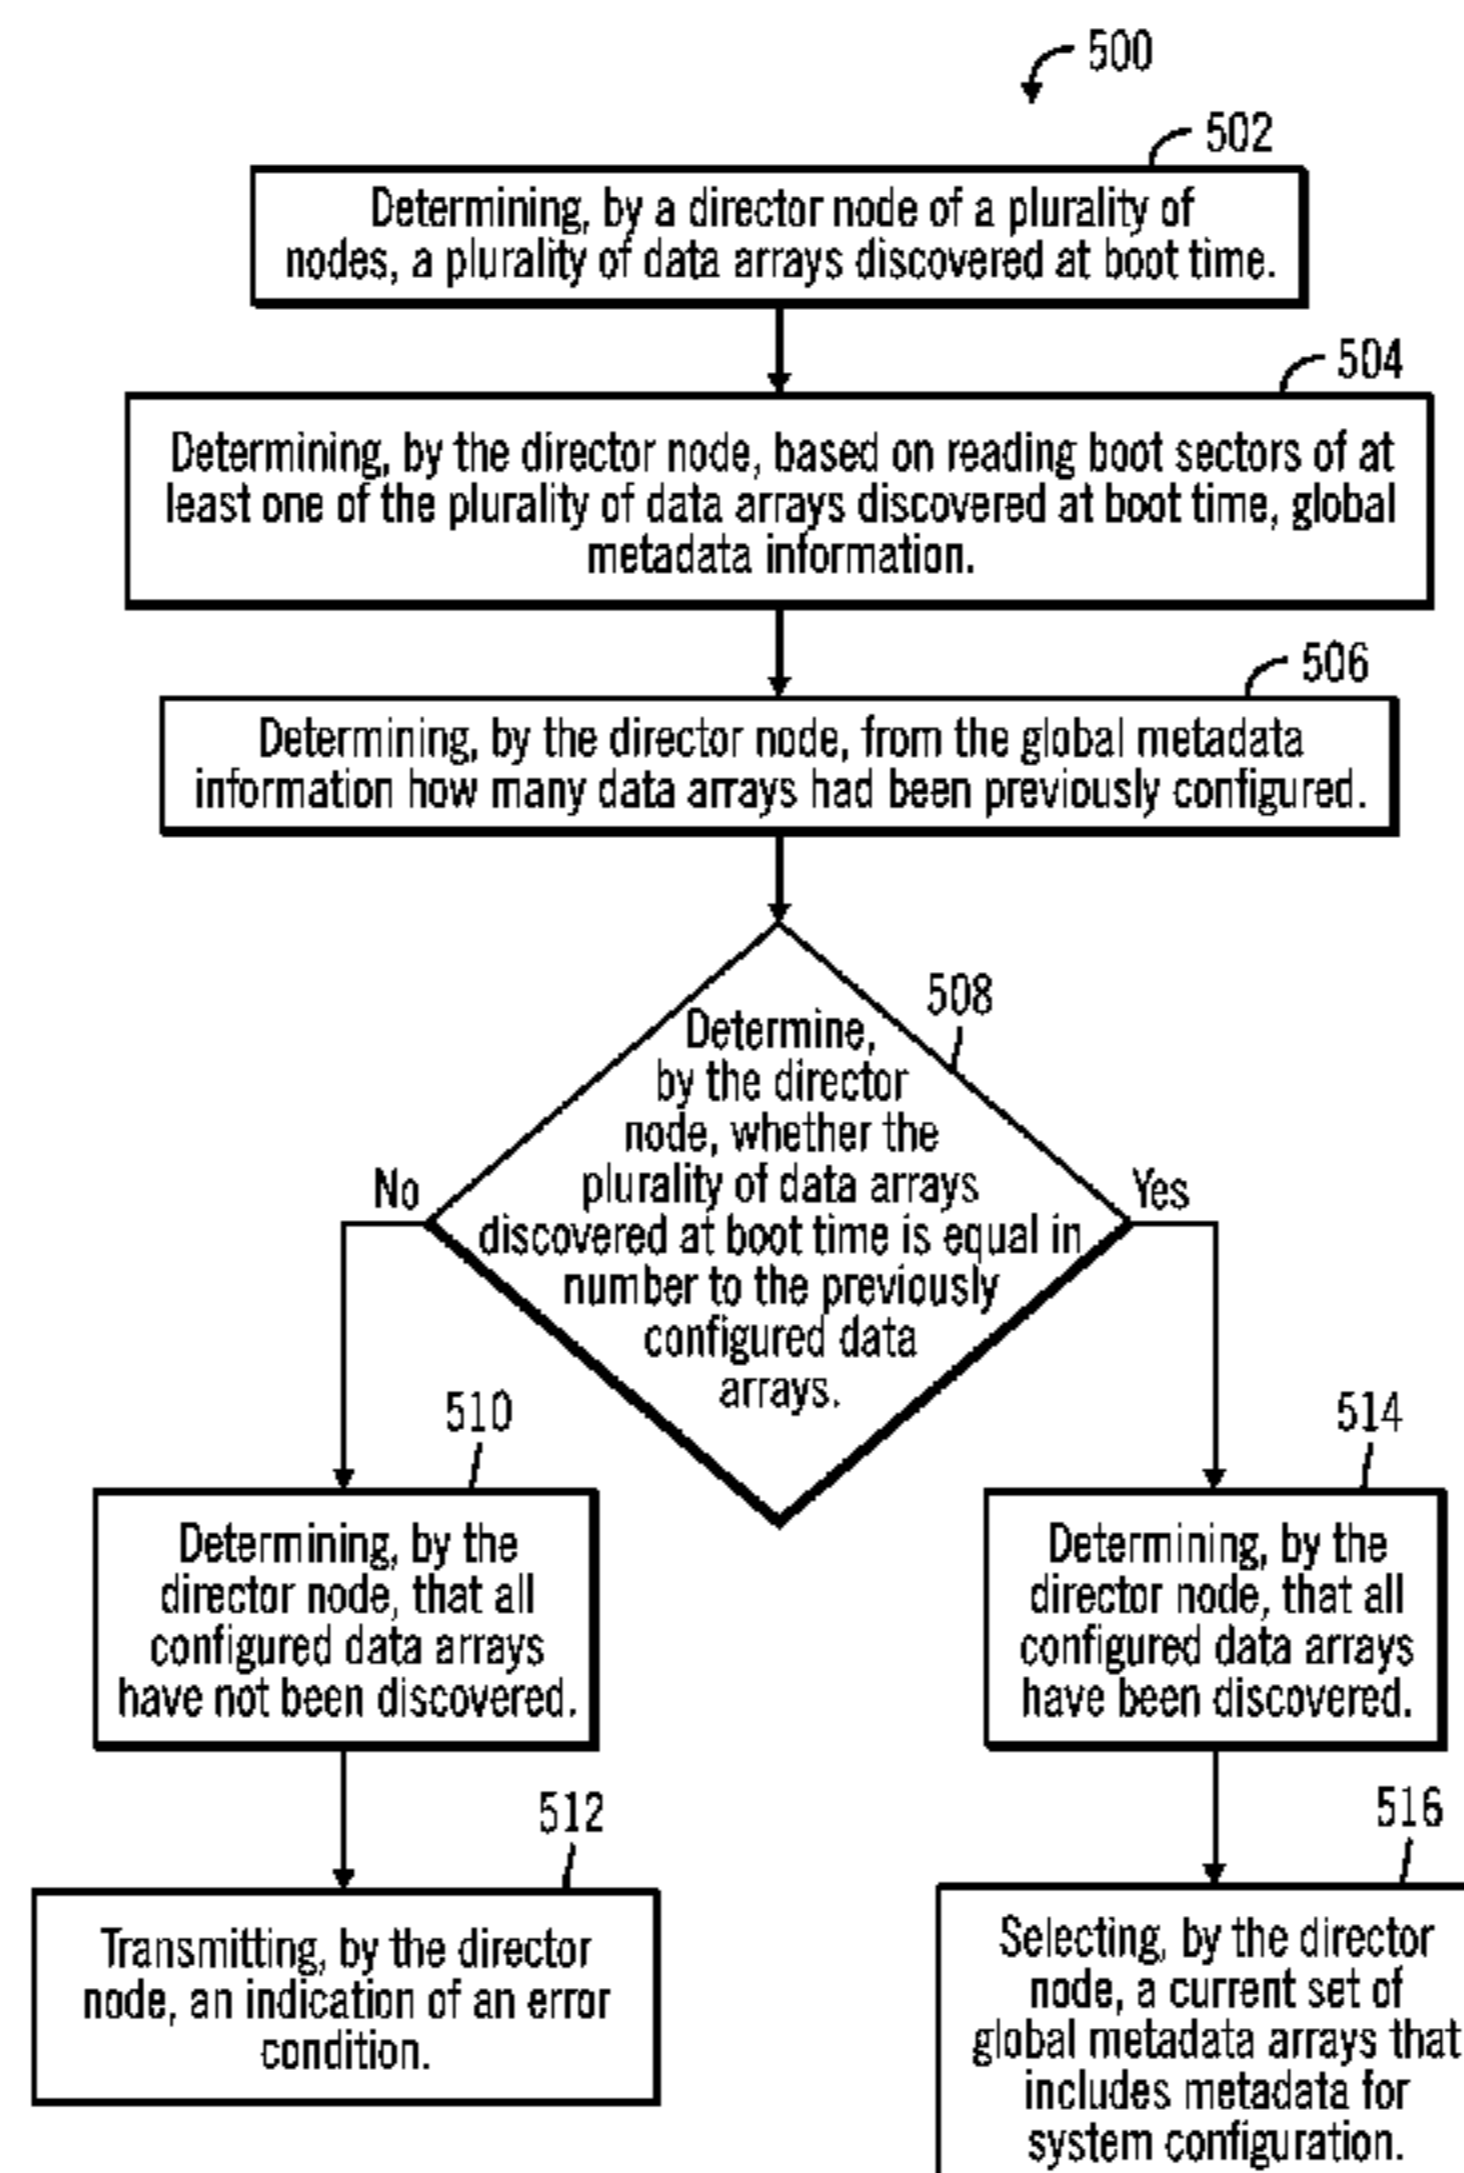 500
502
Determining, by a director node of a plurality of
nodes, a plurality of data arrays discovered at boot time.
504
Determining, by the director node, based on reading boot sectors of at
least one of the plurality of data arrays discovered at boot time, global
metadata information.
506
Determining, by the director node, from the global metadata
information how many data arrays had been previously configured.
508
Determine,
by the director
node, whether the
plurality of data arrays
discovered at boot time is equal in
number to the previously
configured data
arrays.
No
Yes
510
Determining, by the
director node, that all
configured data arrays
have not been discovered.
514
Determining, by the
director node, that all
configured data arrays
have been discovered.
512
Transmitting, by the director
node, an indication of an error
condition.
516
Selecting, by the director
node, a current set of
global metadata arrays that
includes metadata for
system configuration.